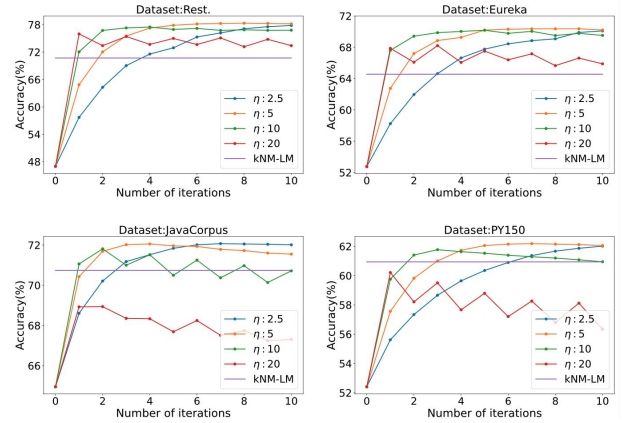 Dataset:Rest.
Accuracy(%)
78
72
66
60
54
48
η : 2.5
η : 5
η : 10
η : 20
kNM-LM
0 2 4 6 8 10
Number of iterations
Dataset:Eureka
Accuracy(%)
72
68
64
60
56
52
η : 2.5
η : 5
η : 10
η : 20
kNM-LM
0 2 4 6 8 10
Number of iterations
Dataset:JavaCorpus
Accuracy(%)
72
70
68
66
η : 2.5
η : 5
η : 10
η : 20
kNM-LM
0 2 4 6 8 10
Number of iterations
Dataset:PY150
Accuracy(%)
62
60
58
56
54
52
η : 2.5
η : 5
η : 10
η : 20
kNM-LM
0 2 4 6 8 10
Number of iterations